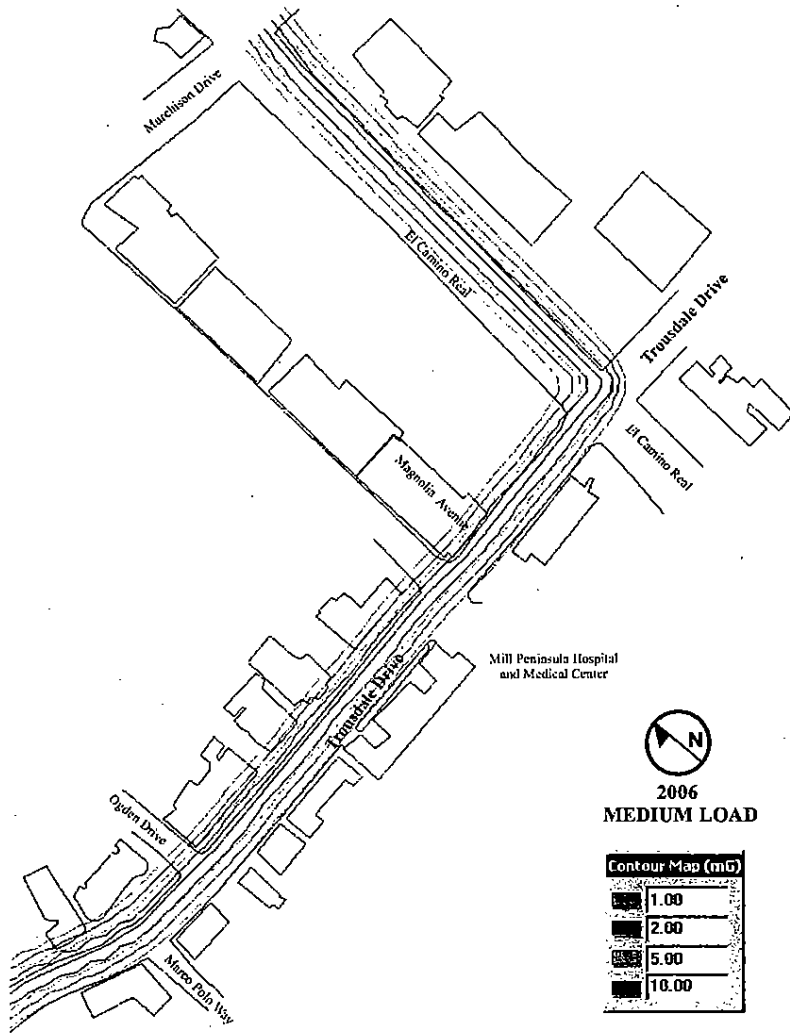 Murchison Drive
El Camino Real
Trousdale Drive
El Camino Real
Magnolia Avenue
Mill Peninsula Hospital
and Medical Center
Trousdale Drive
Ogden Drive
Marco Polo Way
N
2006
MEDIUM LOAD
Contour Map (mG)
1.00
2.00
5.00
10.00